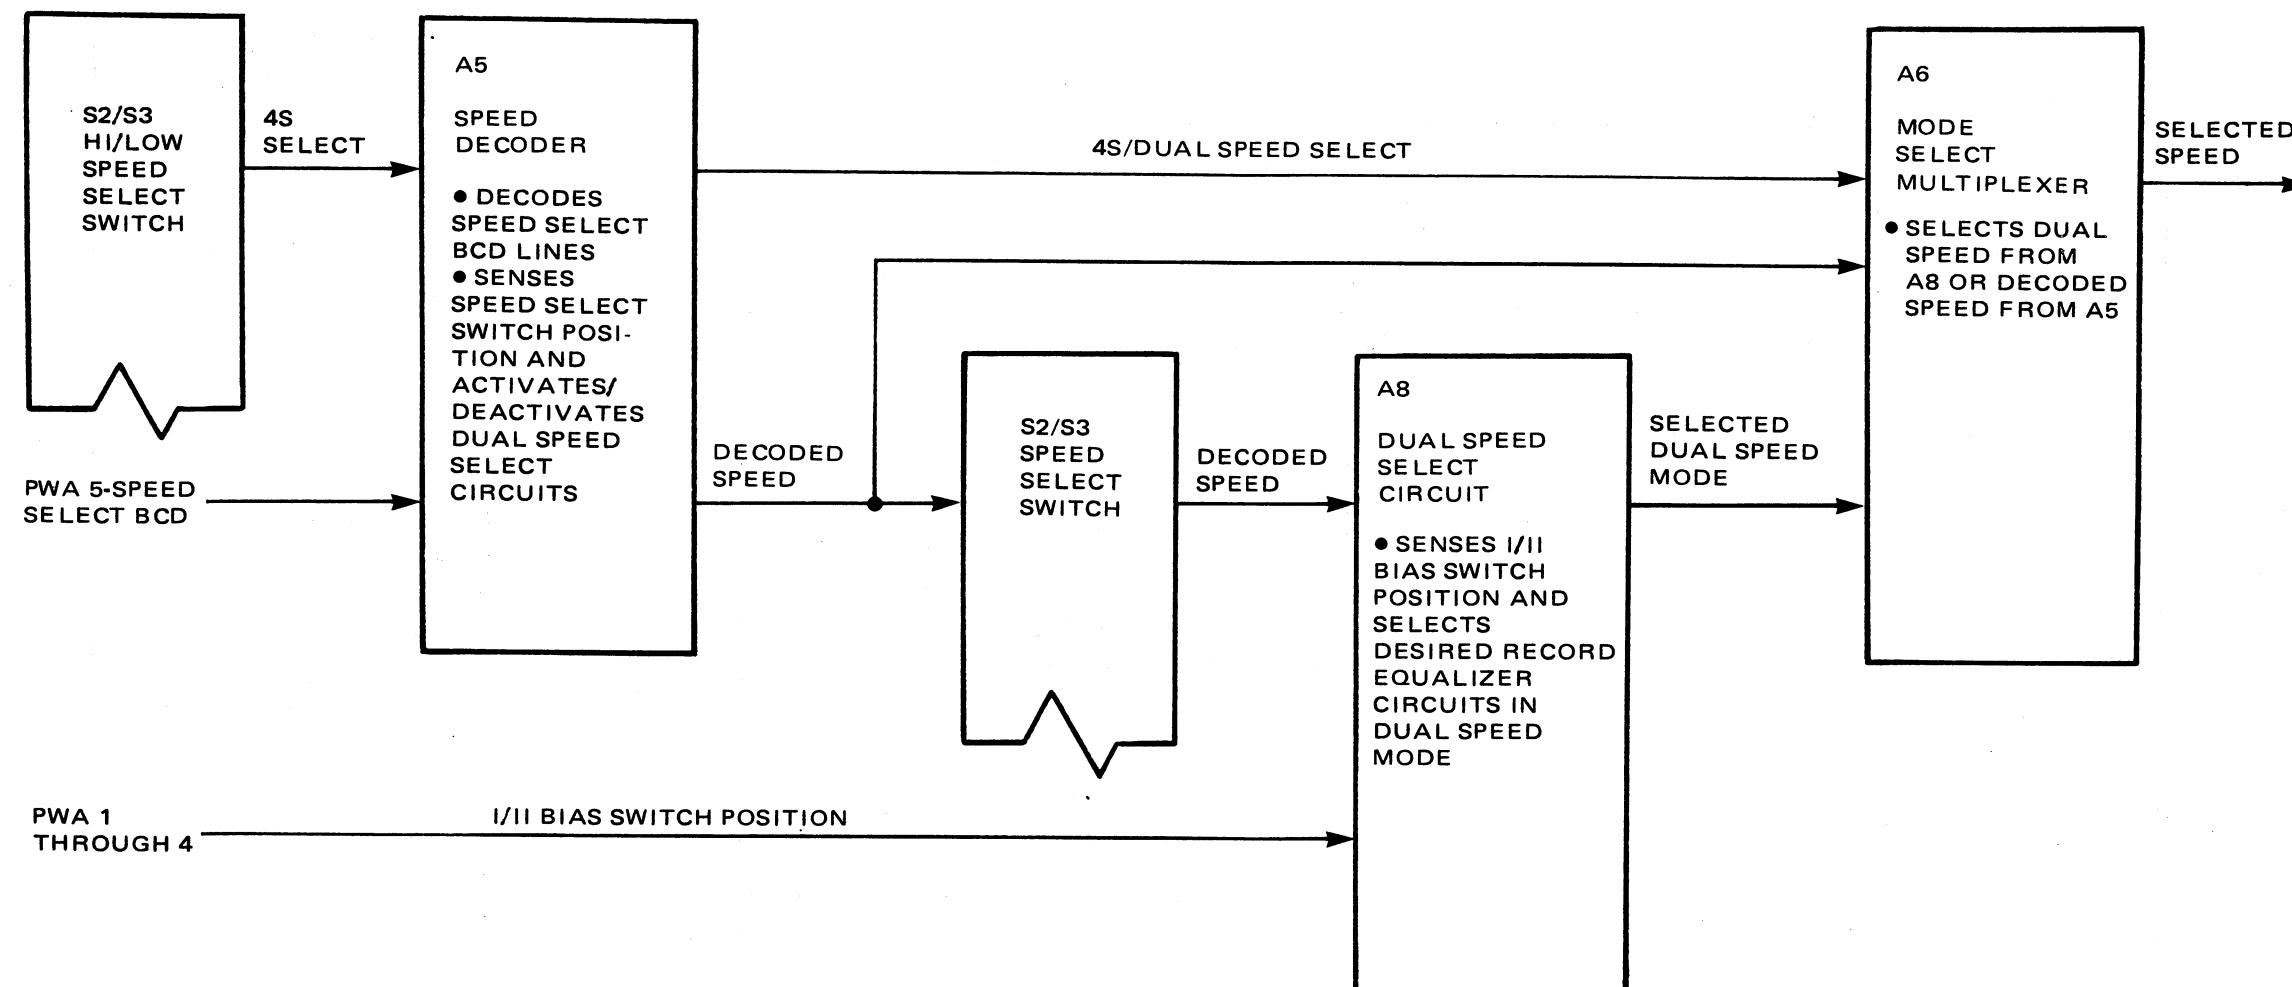 S2/S3
HI/LOW
SPEED
SELECT
SWITCH
4S
SELECT
PWA 5-SPEED
SELECT BCD
A5
SPEED
DECODER
● DECODES
SPEED SELECT
BCD LINES
● SENSES
SPEED SELECT
SWITCH POSI-
TION AND
ACTIVATES/
DEACTIVATES
DUAL SPEED
SELECT
CIRCUITS
4S/DUAL SPEED SELECT
DECODED
SPEED
S2/S3
SPEED
SELECT
SWITCH
DECODED
SPEED
A8
DUAL SPEED
SELECT
CIRCUIT
● SENSES I/II
BIAS SWITCH
POSITION AND
SELECTS
DESIRED RECORD
EQUALIZER
CIRCUITS IN
DUAL SPEED
MODE
SELECTED
DUAL SPEED
MODE
A6
MODE
SELECT
MULTIPLEXER
● SELECTS DUAL
SPEED FROM
A8 OR DECODED
SPEED FROM A5
SELECTED
SPEED
PWA 1
THROUGH 4
I/II BIAS SWITCH POSITION